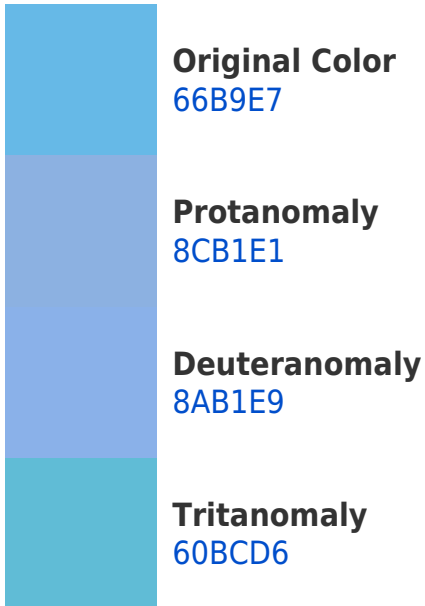 Original Color
66B9E7
Protanomaly
8CB1E1
Deuteranomaly
8AB1E9
Tritanomaly
60BCD6